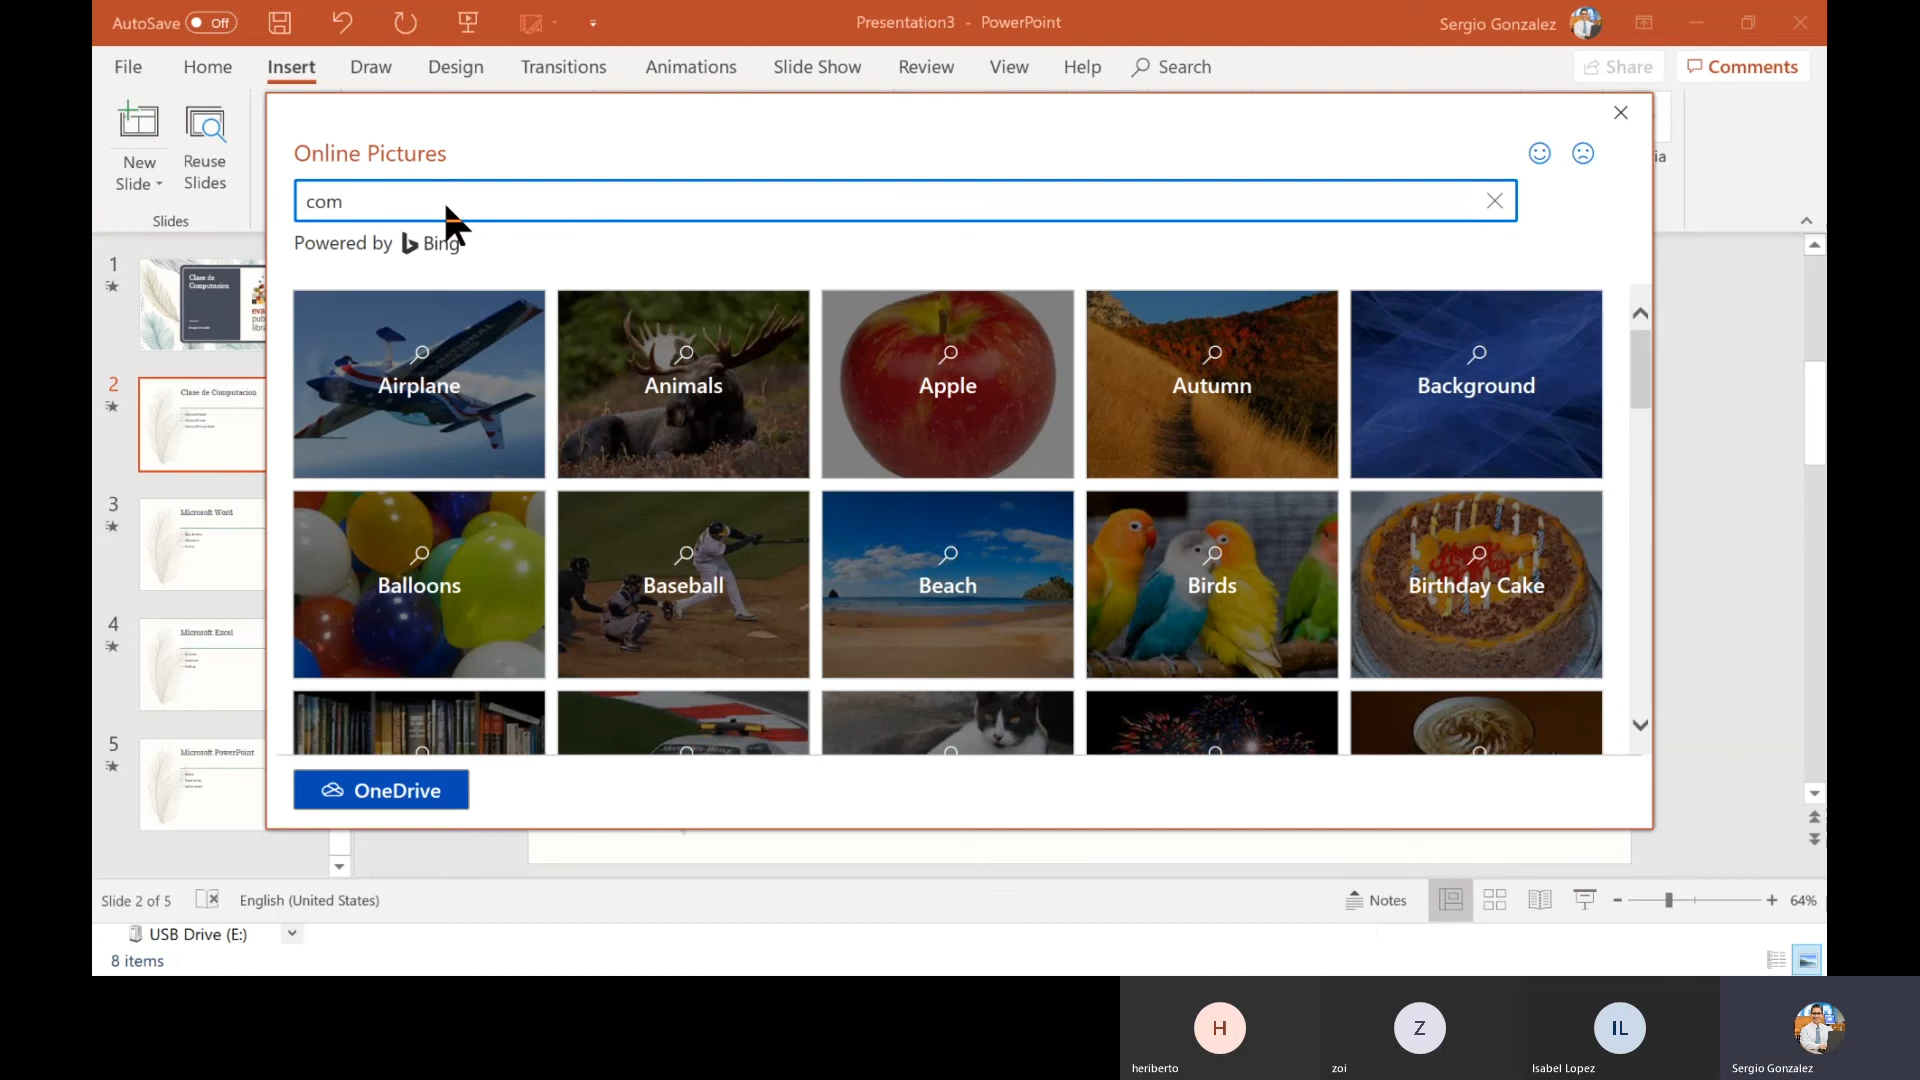 AutoSave Off
Presentation3 - PowerPoint
Sergio Gonzalez
File Home Insert Draw Design Transitions Animations Slide Show Review View Help Search
Share
Comments
New Slide
Reuse Slides
Slides
ia
Online Pictures
com
Powered by Bing
Airplane
Animals
Apple
Autumn
Background
Balloons
Baseball
Beach
Birds
Birthday Cake
OneDrive
1
Clase de
Computacion
2
Clase de Computacion
3
Microsoft Word
4
Microsoft Excel
5
Microsoft PowerPoint
Slide 2 of 5
English (United States)
Notes
64%
USB Drive (E:)
8 items
H
heriberto
Z
zoi
IL
Isabel Lopez
Sergio Gonzalez